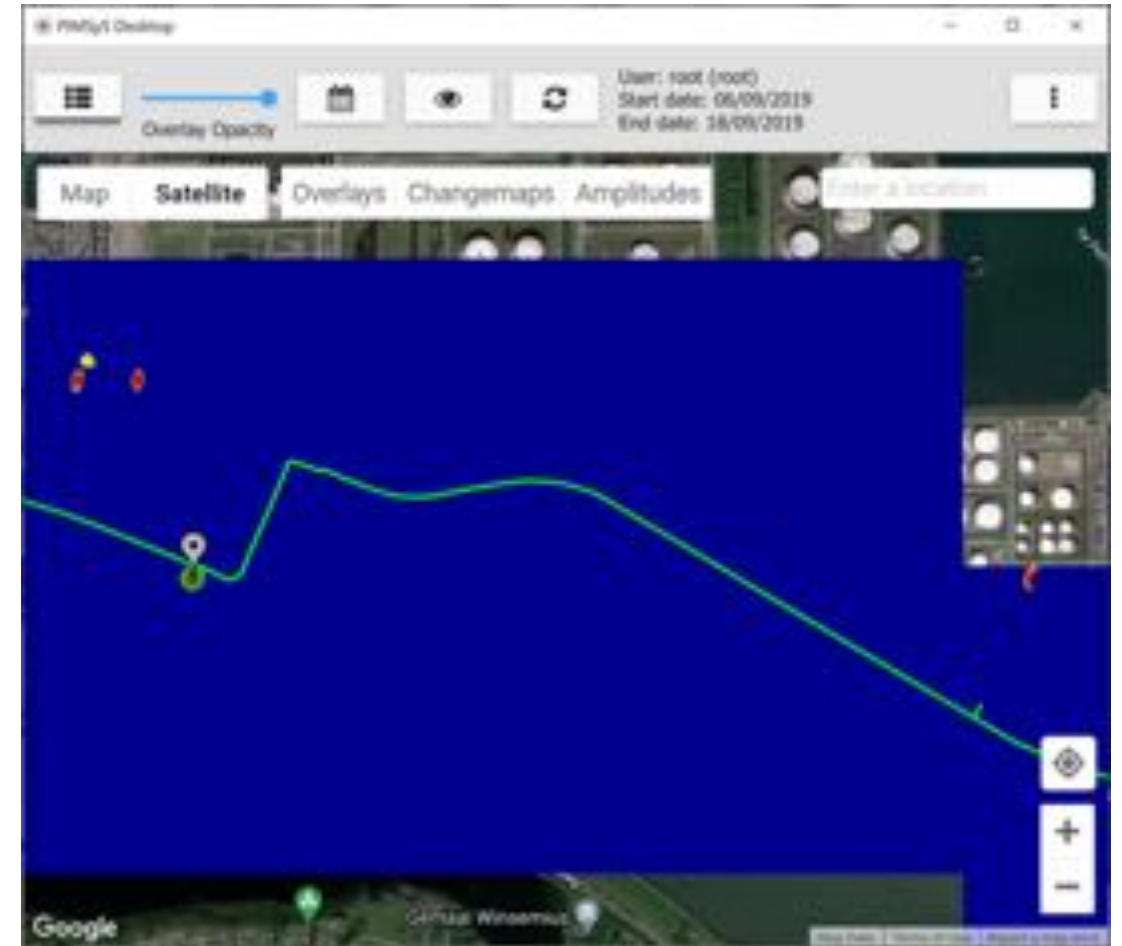 PIMSyS Desktop
Overlay Opacity
User: root (root)
Start date: 06/09/2019
End date: 18/09/2019
Map
Satellite
Overlays
Changemaps
Amplitudes
Enter a location
Gemaal Winsemius
Google